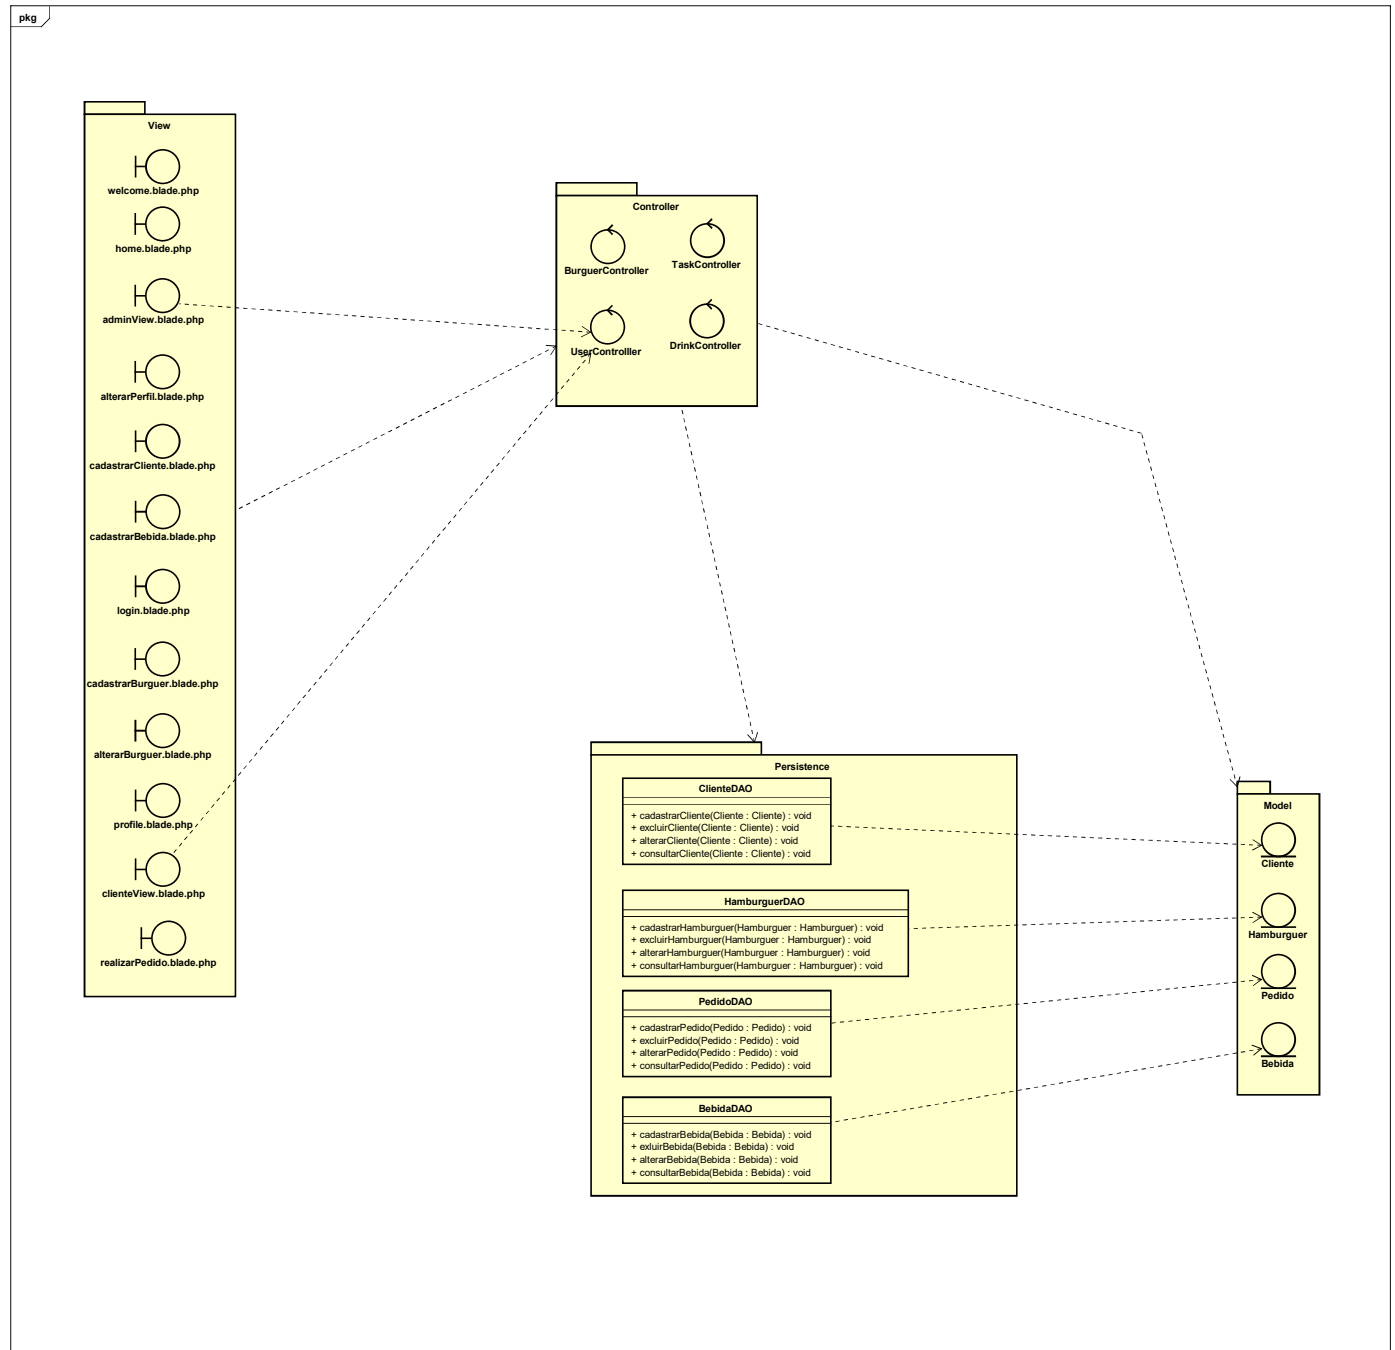 pkg
View
welcome.blade.php
home.blade.php
adminView.blade.php
alterarPerfil.blade.php
cadastrarCliente.blade.php
cadastrarBebida.blade.php
login.blade.php
cadastrarBurguer.blade.php
alterarBurguer.blade.php
profile.blade.php
clienteView.blade.php
realizarPedido.blade.php
Controller
BurguerController
TaskController
UserControlller
DrinkController
Persistence
ClienteDAO
+ cadastrarCliente(Cliente : Cliente) : void
+ excluirCliente(Cliente : Cliente) : void
+ alterarCliente(Cliente : Cliente) : void
+ consultarCliente(Cliente : Cliente) : void
HamburguerDAO
+ cadastrarHamburguer(Hamburguer : Hamburguer) : void
+ excluirHamburguer(Hamburguer : Hamburguer) : void
+ alterarHamburguer(Hamburguer : Hamburguer) : void
+ consultarHamburguer(Hamburguer : Hamburguer) : void
PedidoDAO
+ cadastrarPedido(Pedido : Pedido) : void
+ excluirPedido(Pedido : Pedido) : void
+ alterarPedido(Pedido : Pedido) : void
+ consultarPedido(Pedido : Pedido) : void
BebidaDAO
+ cadastrarBebida(Bebida : Bebida) : void
+ exluirBebida(Bebida : Bebida) : void
+ alterarBebida(Bebida : Bebida) : void
+ consultarBebida(Bebida : Bebida) : void
Model
Cliente
Hamburguer
Pedido
Bebida